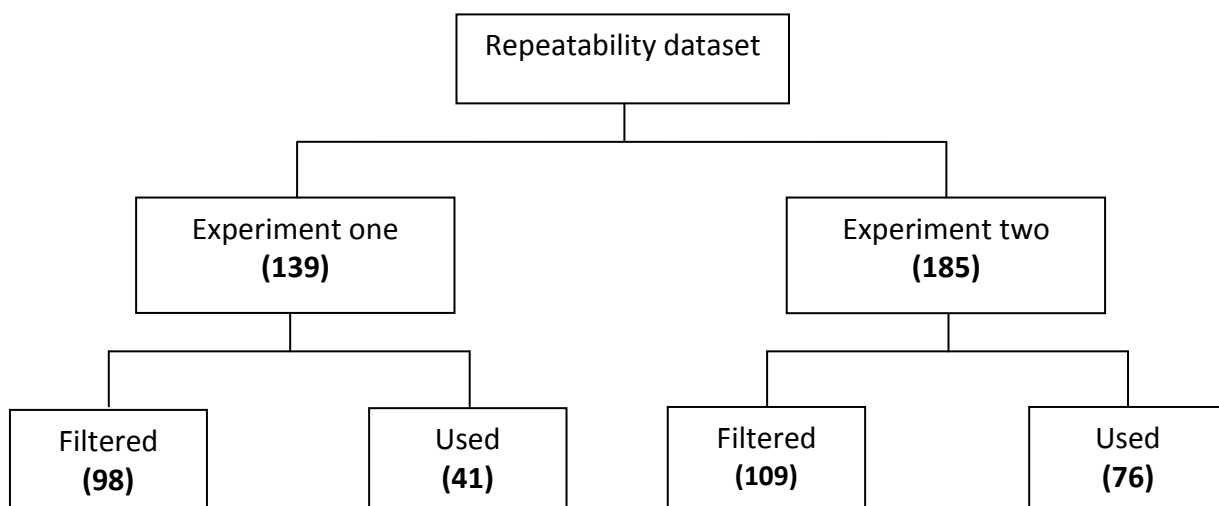 Repeatability dataset
Experiment one
(139)
Experiment two
(185)
Filtered
(98)
Used
(41)
Filtered
(109)
Used
(76)